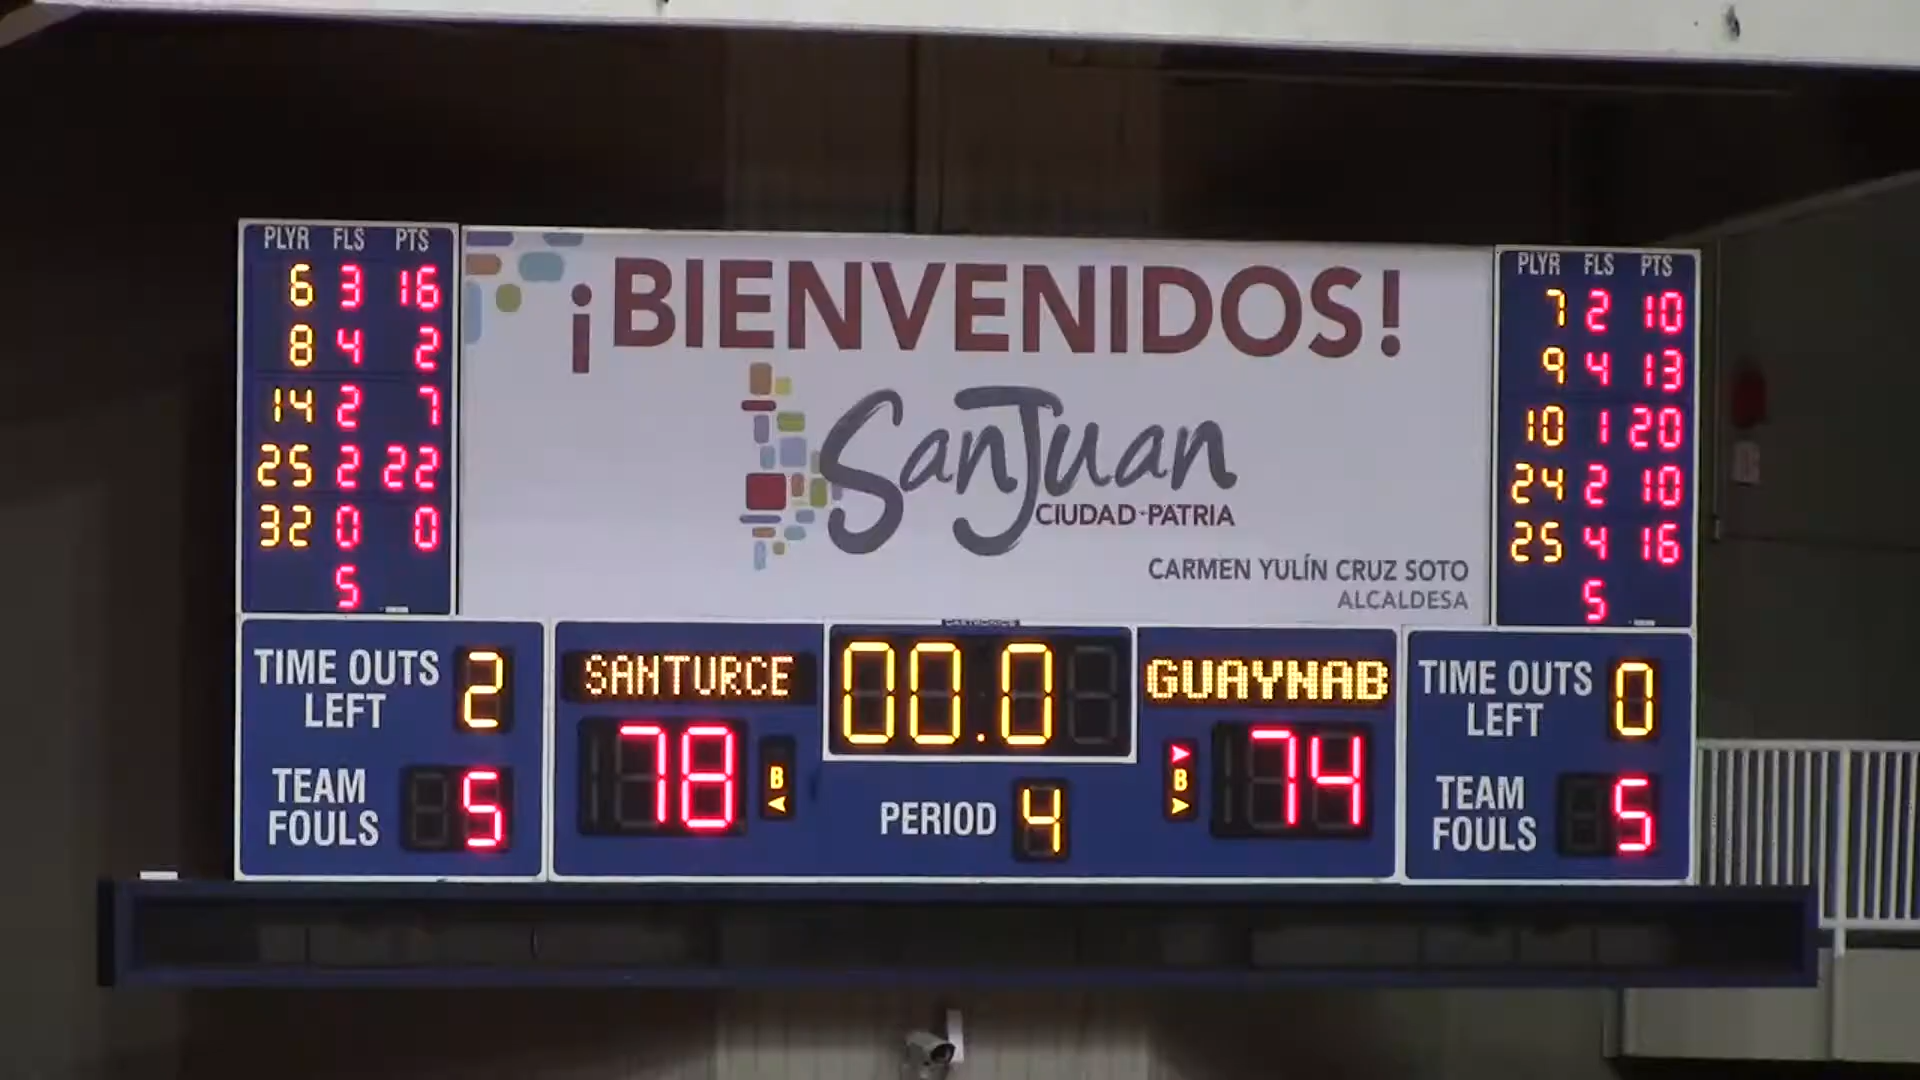 PLYR FLS PTS
6 3 16
8 4 2
14 2 7
25 2 22
32 0 0
5
¡BIENVENIDOS!
SanJuan
CIUDAD-PATRIA
CARMEN YULÍN CRUZ SOTO
ALCALDESA
PLYR FLS PTS
7 2 10
9 4 13
10 1 20
24 2 10
25 4 16
5
TIME OUTS
LEFT
2
TEAM
FOULS
5
SANTURCE
78
B
00.0
PERIOD 4
GUAYNAB
B
74
TIME OUTS
LEFT
0
TEAM
FOULS
5